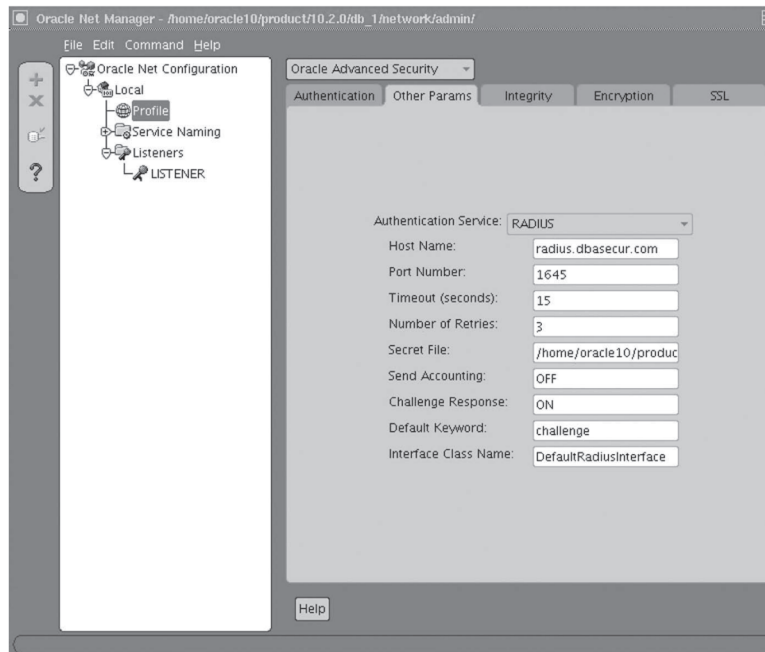 Oracle Net Manager - /home/oracle10/product/10.2.0/db_1/network/admin/
File Edit Command Help
Oracle Net Configuration
Local
Profile
Service Naming
Listeners
LISTENER
?
Oracle Advanced Security
Authentication Other Params Integrity Encryption SSL
Authentication Service: RADIUS
Host Name: radius.dbasecur.com
Port Number: 1645
Timeout (seconds): 15
Number of Retries: 3
Secret File: /home/oracle10/produc
Send Accounting: OFF
Challenge Response: ON
Default Keyword: challenge
Interface Class Name: DefaultRadiusInterface
Help